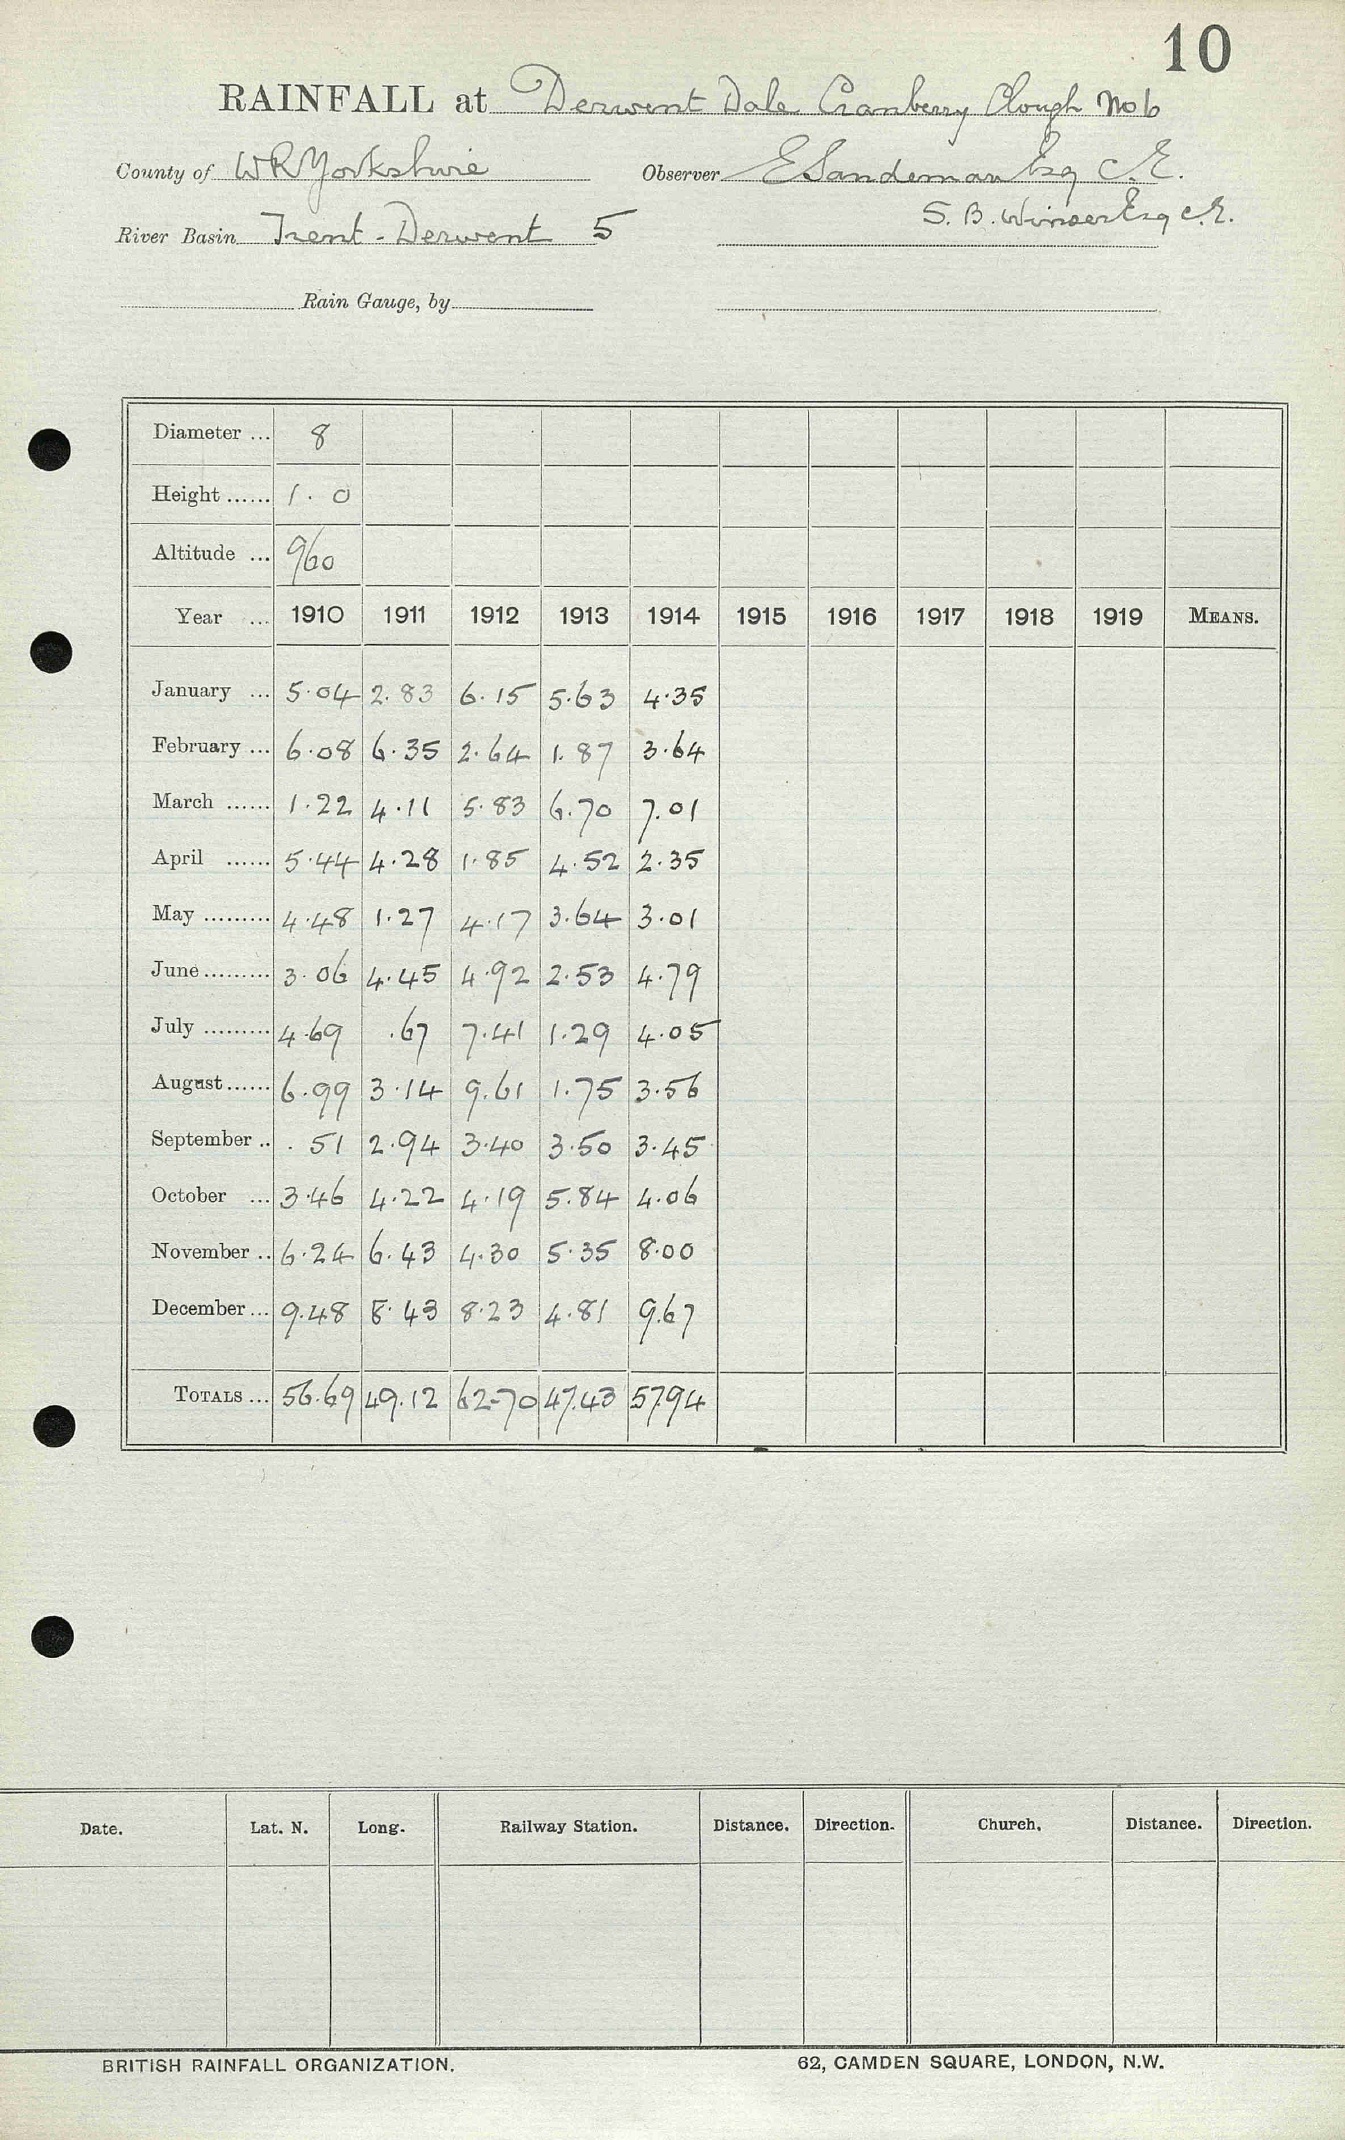 10
RAINFALL at Derwent Dale Cranberry Clough No 6
County of W R Yorkshire Observer E Sandeman Esq C.E.
S. B. Winser Esq C.E.
River Basin Trent - Derwent 5
Rain Gauge, by
Diameter ... 8
Height ...... 1. 0
Altitude ... 960
Year ... 1910 1911 1912 1913 1914 1915 1916 1917 1918 1919 MEANS.
January ... 5.04 2.83 6.15 5.63 4.35
February ... 6.08 6.35 2.64 1.87 3.64
March ...... 1.22 4.11 5.83 6.70 7.01
April ...... 5.44 4.28 1.85 4.52 2.35
May ......... 4.48 1.27 4.17 3.64 3.01
June ......... 3.06 4.45 4.92 2.53 4.79
July ......... 4.69 .67 7.41 1.29 4.05
August ...... 6.99 3.14 9.61 1.75 3.56
September .. .51 2.94 3.40 3.50 3.45
October ... 3.46 4.22 4.19 5.84 4.06
November .. 6.24 6.43 4.30 5.35 8.00
December ... 9.48 8.43 8.23 4.81 9.67
TOTALS ... 56.69 49.12 62.70 47.43 57.94
Date. Lat. N. Long. Railway Station. Distance. Direction. Church. Distance. Direction.
BRITISH RAINFALL ORGANIZATION. 62, CAMDEN SQUARE, LONDON, N.W.